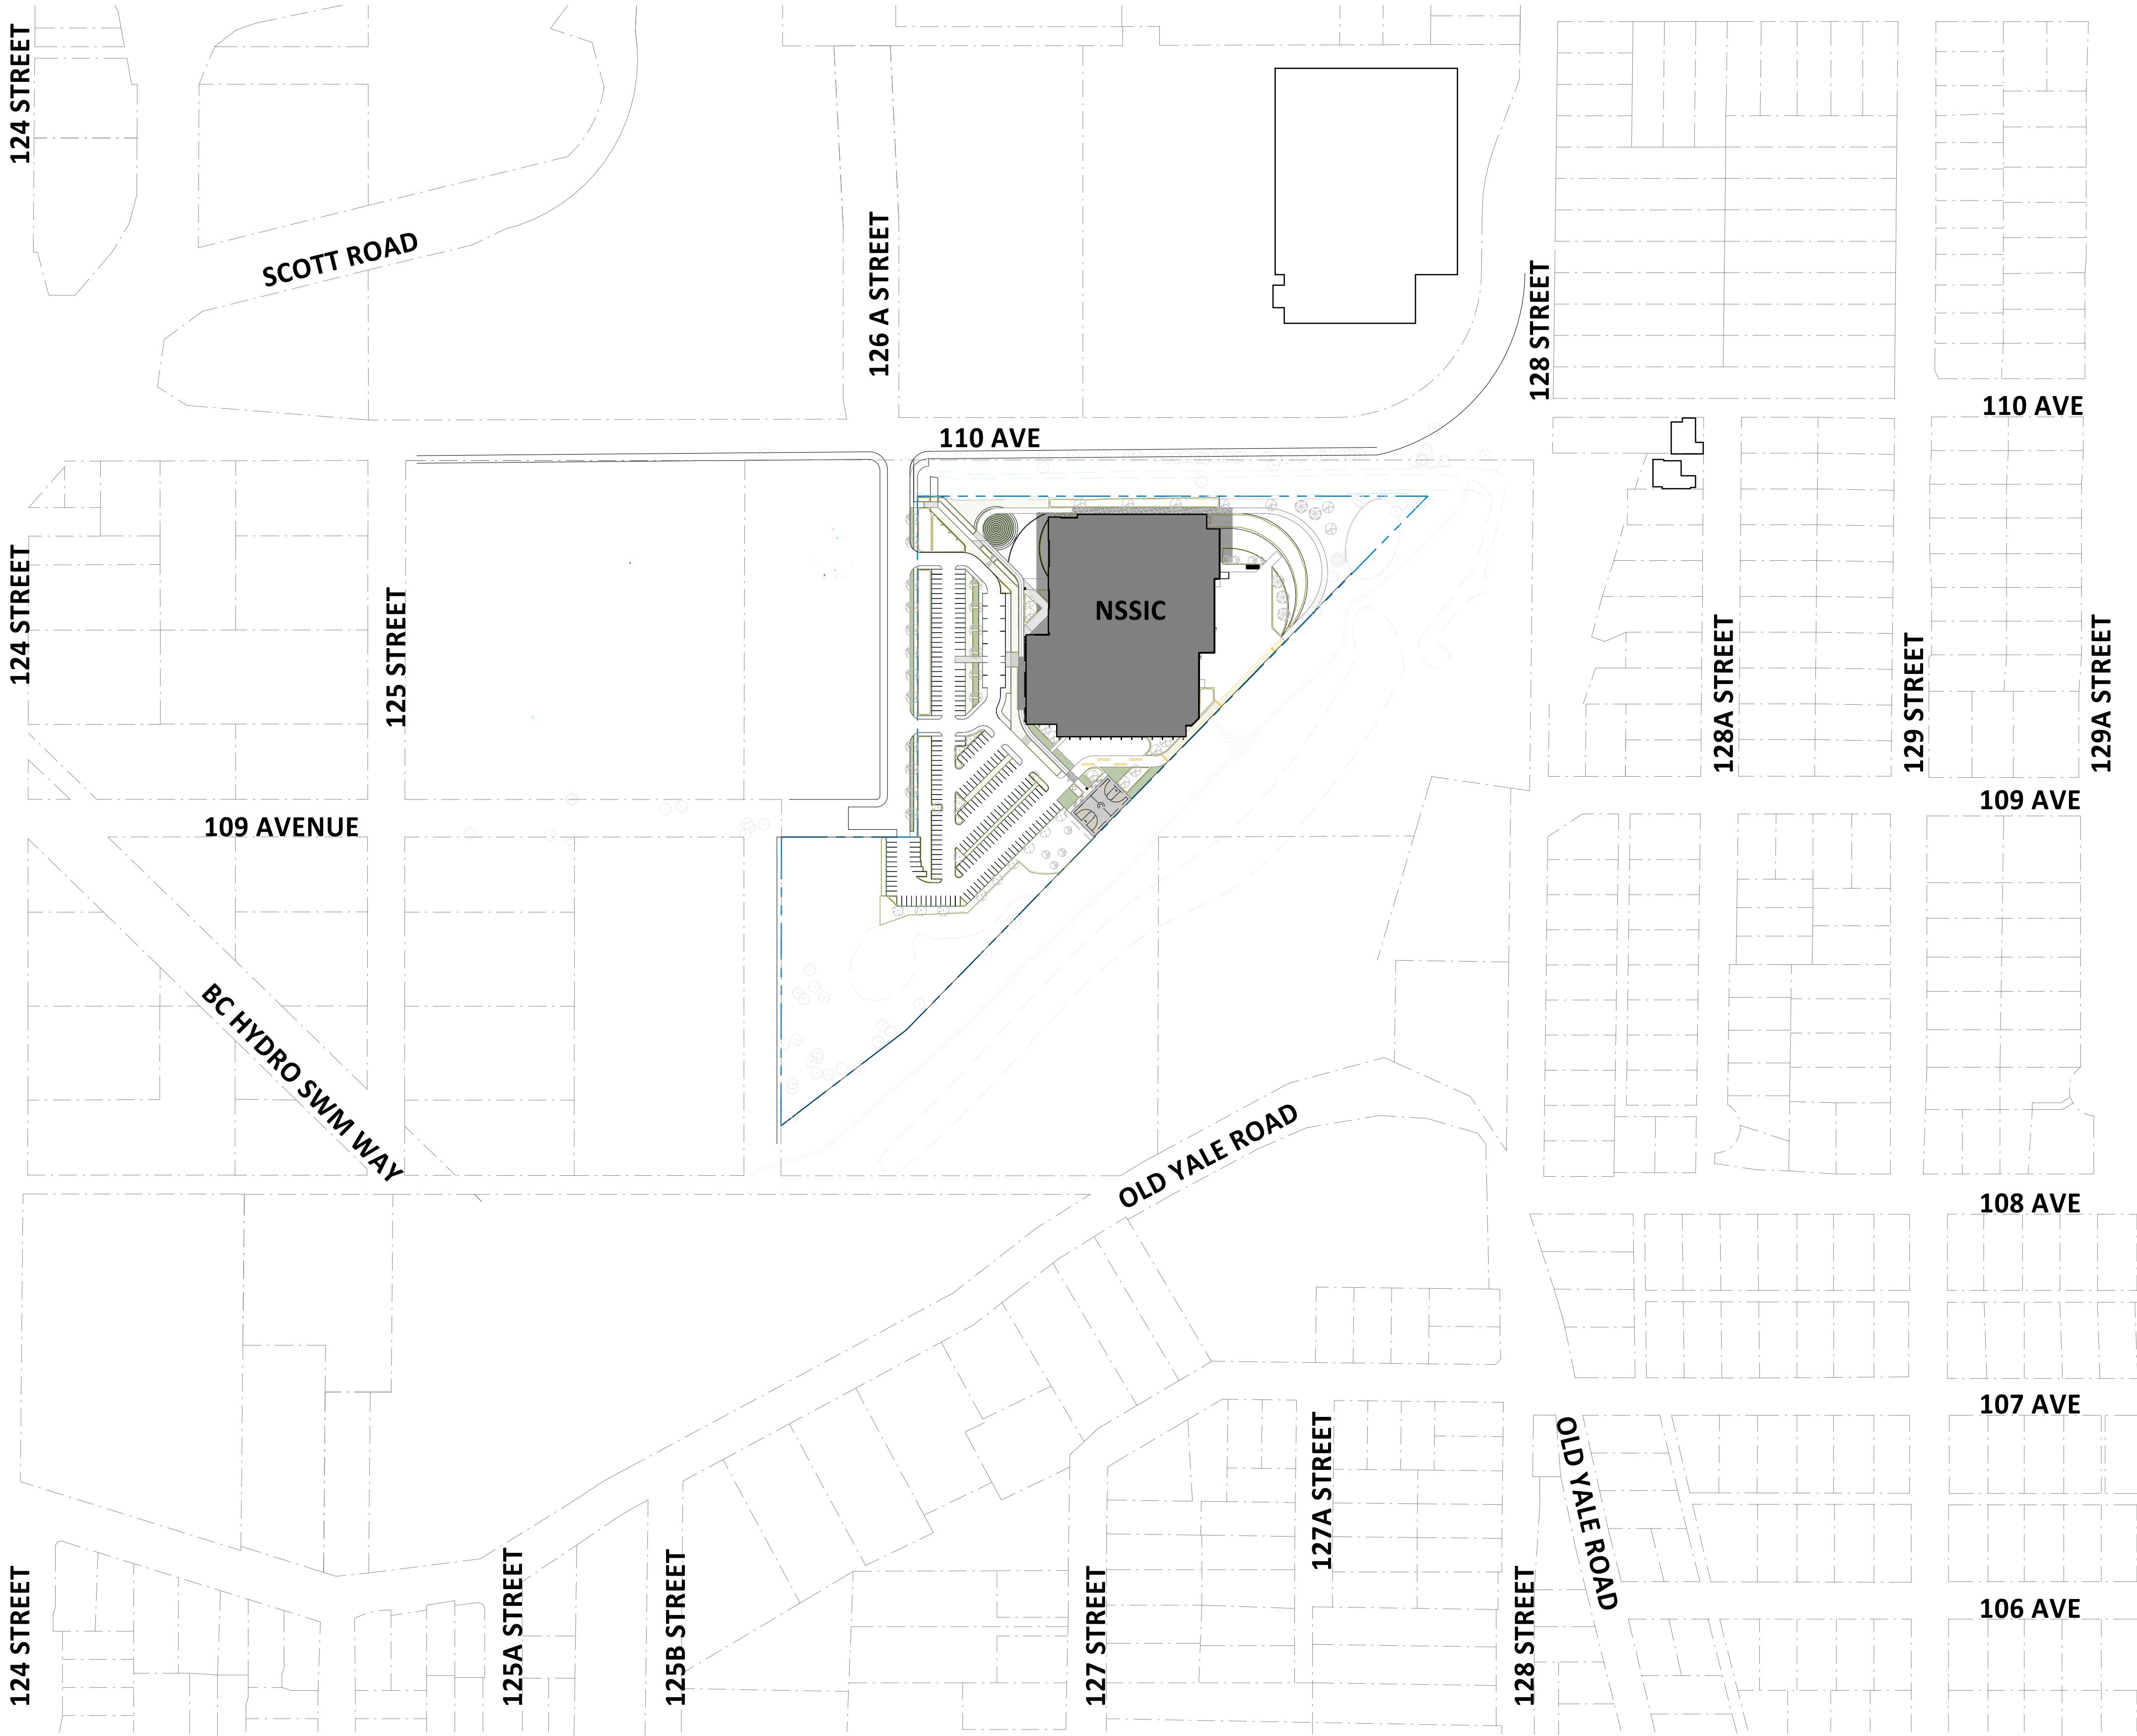 124 STREET
SCOTT ROAD
126 A STREET
128 STREET
110 AVE
110 AVE
124 STREET
125 STREET
NSSIC
128A STREET
129 STREET
129A STREET
109 AVENUE
109 AVE
BC HYDRO SWM WAY
OLD YALE ROAD
108 AVE
107 AVE
127A STREET
OLD YALE ROAD
124 STREET
125A STREET
125B STREET
127 STREET
128 STREET
106 AVE